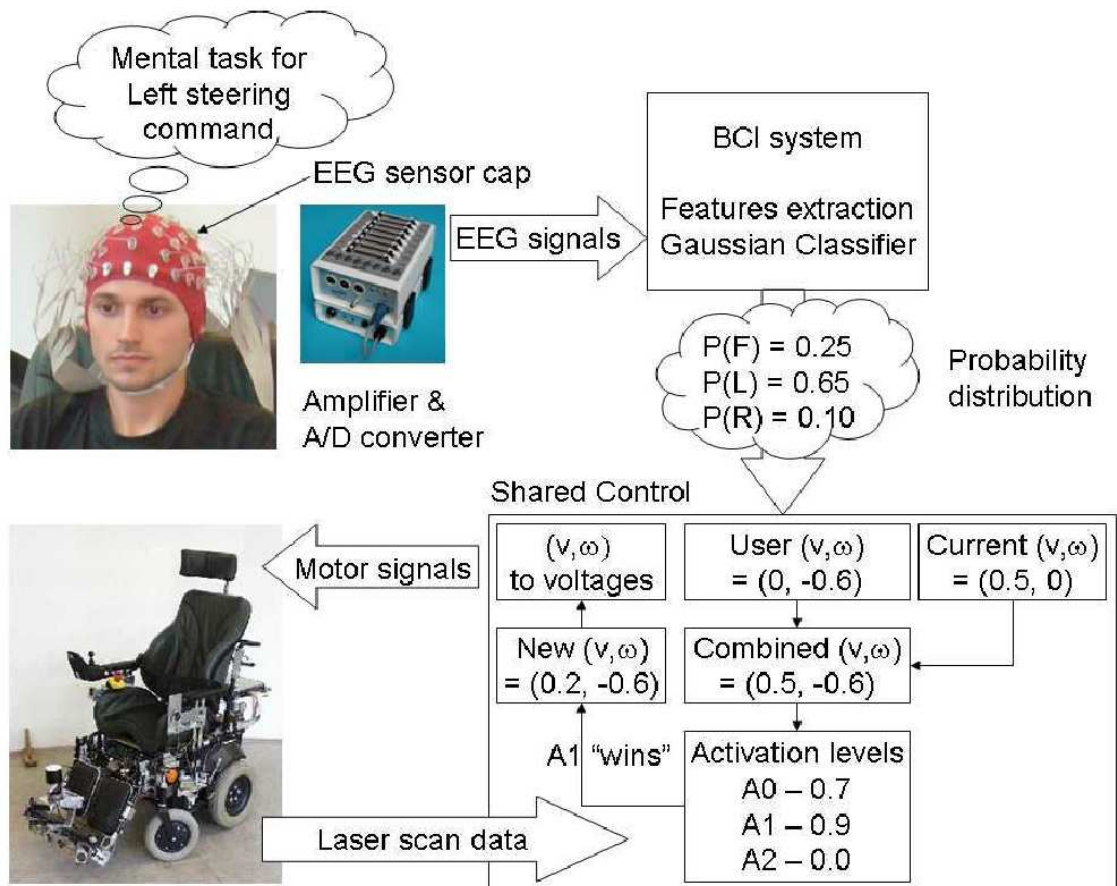 Mental task for
Left steering
command
EEG sensor cap
EEG signals
BCI system
Features extraction
Gaussian Classifier
Amplifier &
A/D converter
P(F) = 0.25
P(L) = 0.65
P(R) = 0.10
Probability
distribution
Shared Control
Motor signals
(v,ω)
to voltages
User (v,ω)
= (0, -0.6)
Current (v,ω)
= (0.5, 0)
New (v,ω)
= (0.2, -0.6)
Combined (v,ω)
= (0.5, -0.6)
A1 “wins”
Activation levels
A0 – 0.7
A1 – 0.9
A2 – 0.0
Laser scan data